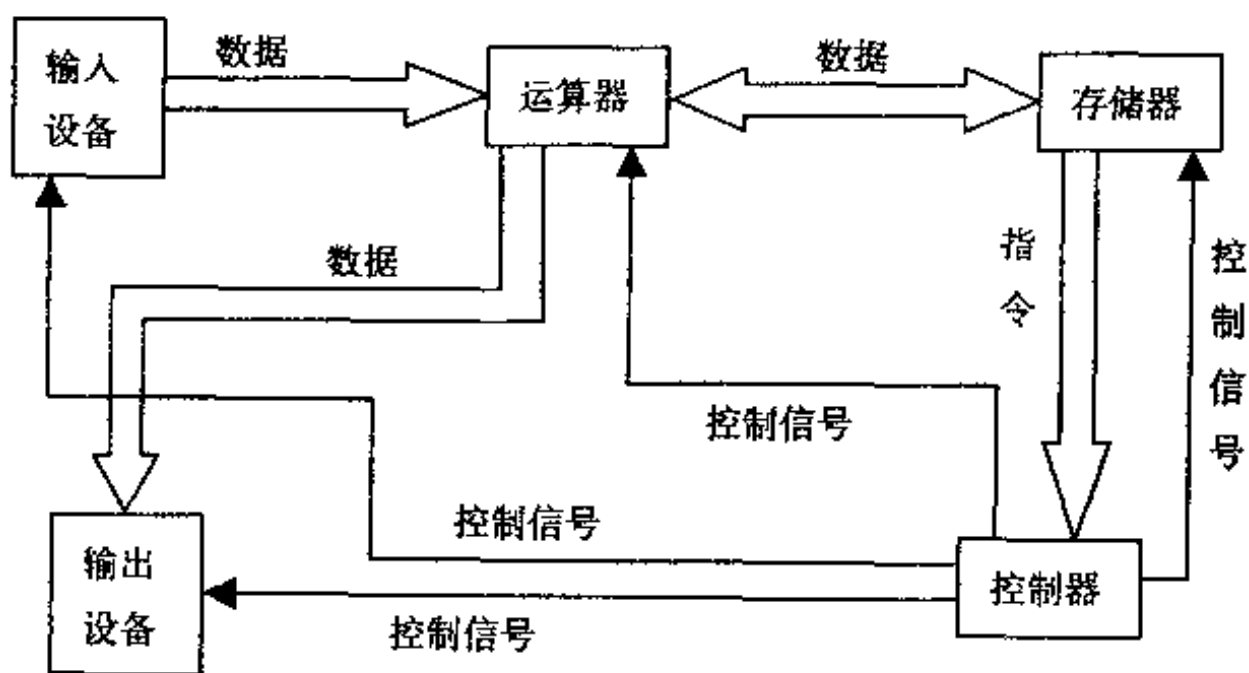 输入
设备
数据
运算器
数据
存储器
数据
指
令
控
制
信
号
控制信号
控制信号
输出
设备
控制信号
控制器